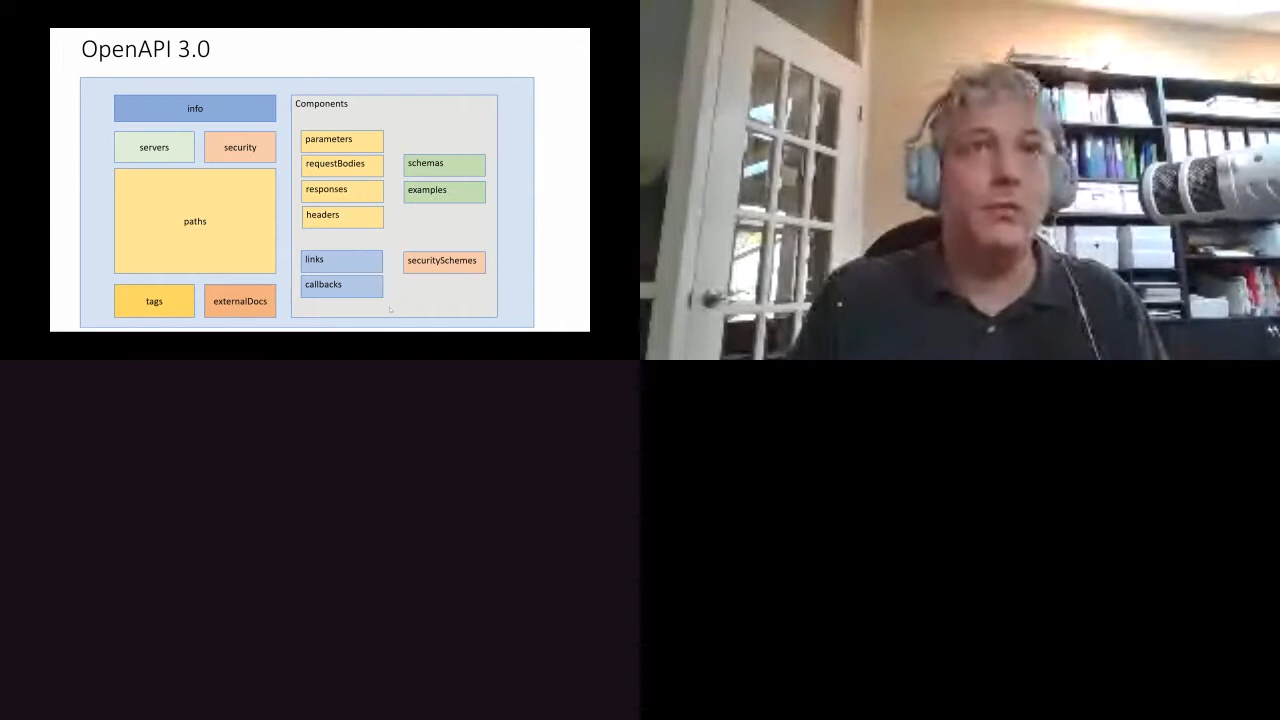 OpenAPI 3.0
info
servers
security
paths
tags
externalDocs
Components
parameters
requestBodies
responses
headers
schemas
examples
links
callbacks
securitySchemes